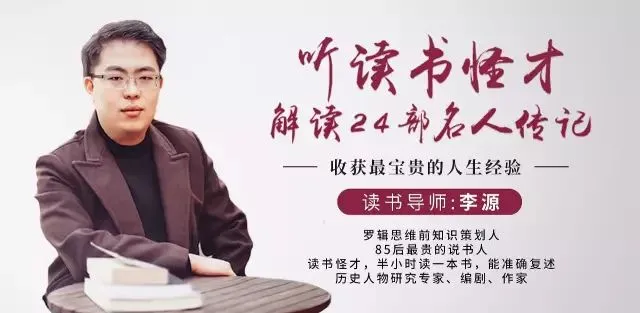 听读书怪才
解读24部名人传记
收获最宝贵的人生经验
读书导师:李源
罗辑思维前知识策划人
85后最贵的说书人
读书怪才，半小时读一本书，能准确复述
历史人物研究专家、编剧、作家